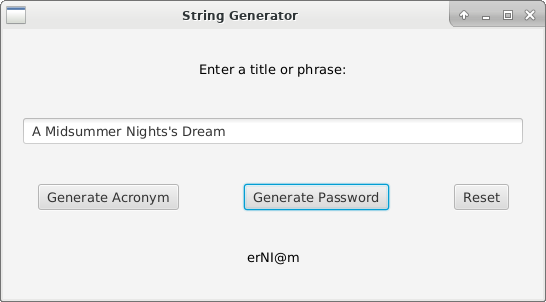 String Generator
Enter a title or phrase:
A Midsummer Nights's Dream
Generate Acronym
Generate Password
Reset
erNI@m